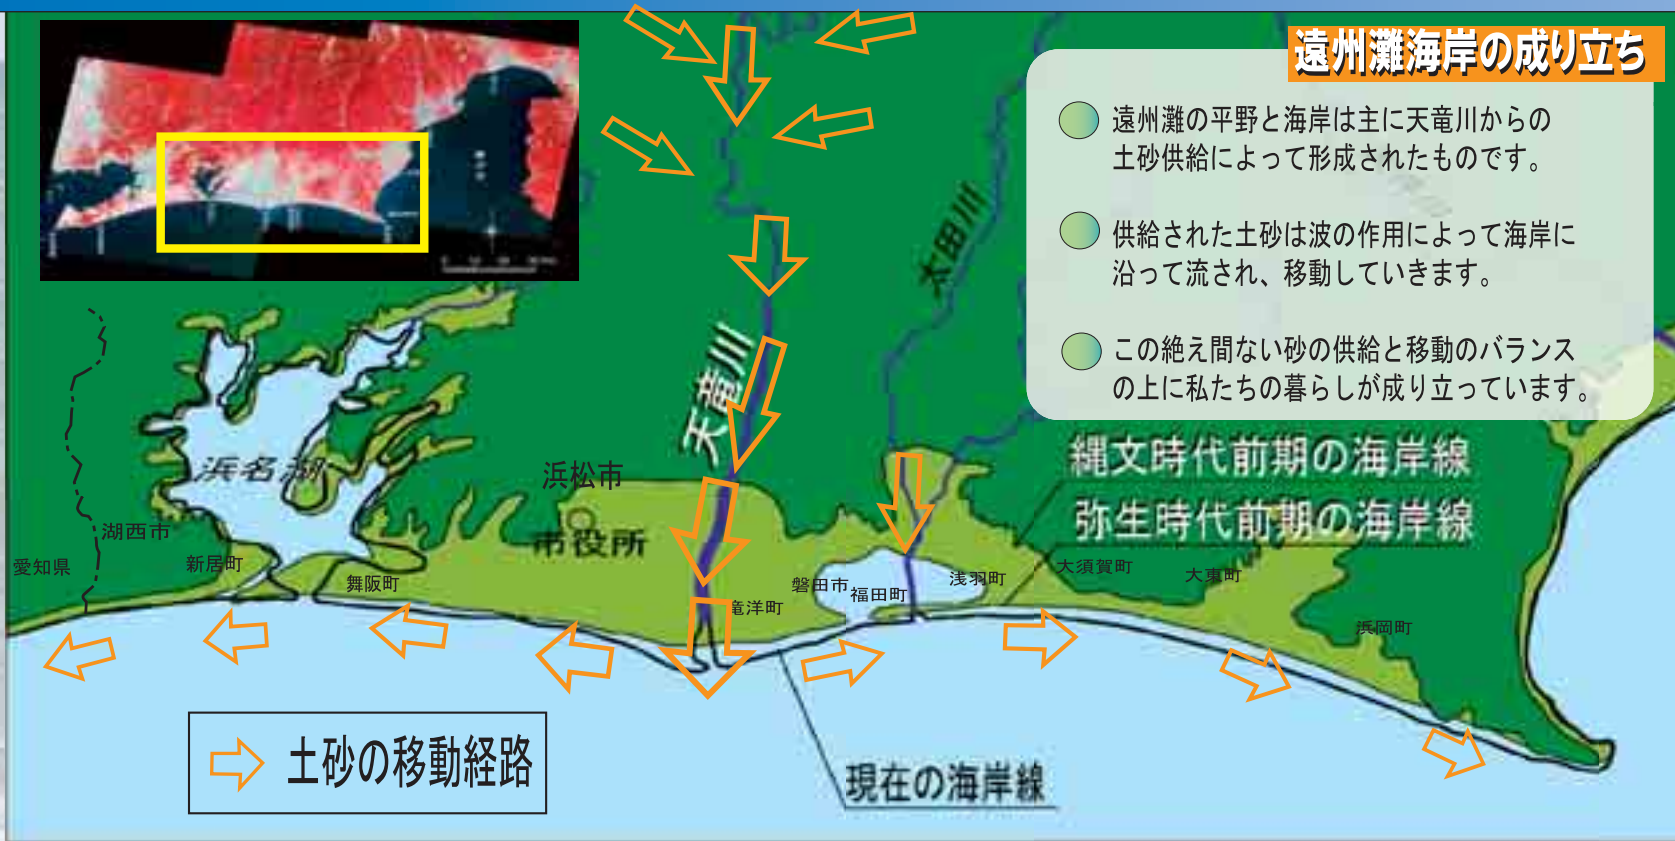 遠州灘海岸の成り立ち
遠州灘の平野と海岸は主に天竜川からの
土砂供給によって形成されたものです。
供給された土砂は波の作用によって海岸に
沿って流され、移動していきます。
この絶え間ない砂の供給と移動のバランス
の上に私たちの暮らしが成り立っています。
太田川
天竜川
縄文時代前期の海岸線
弥生時代前期の海岸線
浜名湖
浜松市
市役所
湖西市
愛知県
新居町
舞阪町
竜洋町
磐田市
福田町
浅羽町
大須賀町
大東町
浜岡町
土砂の移動経路
現在の海岸線